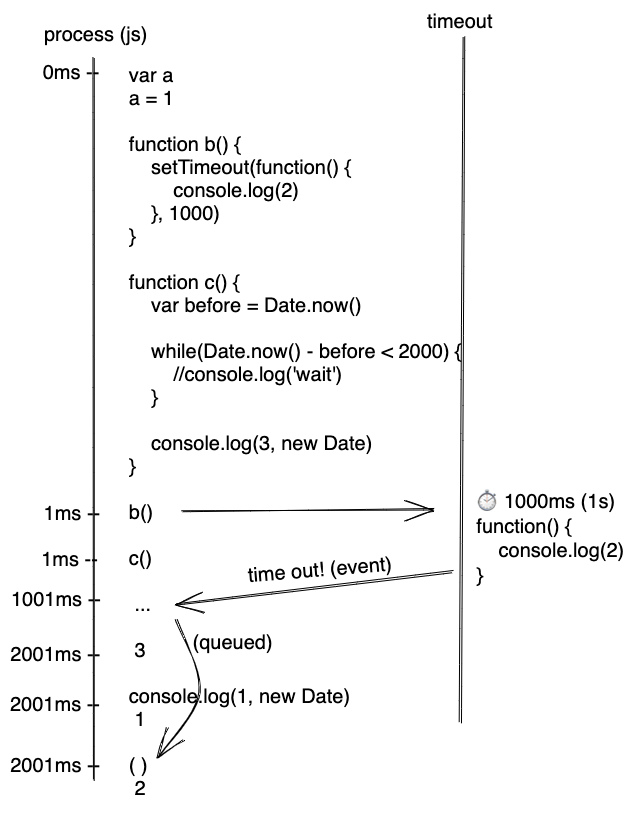 process (js)
timeout
0ms
var a
a = 1
function b() {
setTimeout(function() {
console.log(2)
}, 1000)
}
function c() {
var before = Date.now()
while(Date.now() - before < 2000) {
//console.log('wait')
}
console.log(3, new Date)
}
1ms
b()
1000ms (1s)
function() {
console.log(2)
}
1ms
c()
time out! (event)
1001ms
...
(queued)
2001ms
3
2001ms
console.log(1, new Date)
1
2001ms
( )
2